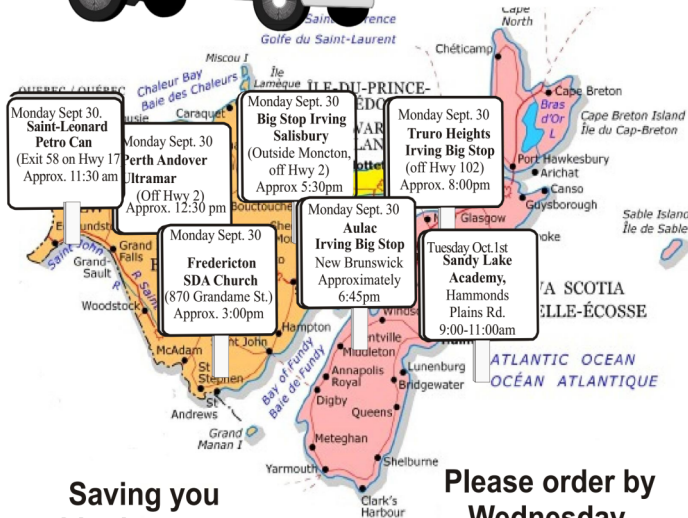 Cape
North
Golfe du Saint-Laurent
Chéticamp
Miscou I
Île
Lamèque
Chaleur Bay
Baie des Chaleurs
ÎLE-DU-PRINCE-
Caraquet
Cape Breton
Bras
d'Or
L
Cape Breton Island
Île du Cap-Breton
Port Hawkesbury
Arichat
Canso
Guysborough
Glasgow
Sable Island
Île de Sable
Monday Sept 30.
Saint-Leonard
Petro Can
(Exit 58 on Hwy 17
Approx. 11:30 am
Monday Sept. 30
Perth Andover
Ultramar
(Off Hwy 2)
Approx. 12:30 pm
Monday Sept. 30
Big Stop Irving
Salisbury
(Outside Moncton,
off Hwy 2)
Approx 5:30pm
Monday Sept. 30
Truro Heights
Irving Big Stop
(off Hwy 102)
Approx. 8:00pm
Monday Sept. 30
Fredericton
SDA Church
(870 Grandame St.)
Approx. 3:00pm
Monday Sept. 30
Aulac
Irving Big Stop
New Brunswick
Approximately
6:45pm
Tuesday Oct.1st
Sandy Lake
Academy,
Hammonds
Plains Rd.
9:00-11:00am
Saint John
R
Grand-
Sault
Grand
Falls
R Saint
Woodstock
McAdam
St
Stephen
St
Andrews
Hampton
Grand
Manan I
Bay of Fundy
Baie de Fundy
Middleton
Annapolis
Royal
Digby
Lunenburg
Bridgewater
Queens
Meteghan
Yarmouth
Shelburne
Clark's
Harbour
SCOTIA
ELLE-ÉCOSSE
ATLANTIC OCEAN
OCÉAN ATLANTIQUE
Saving you
Please order by
Wednesday